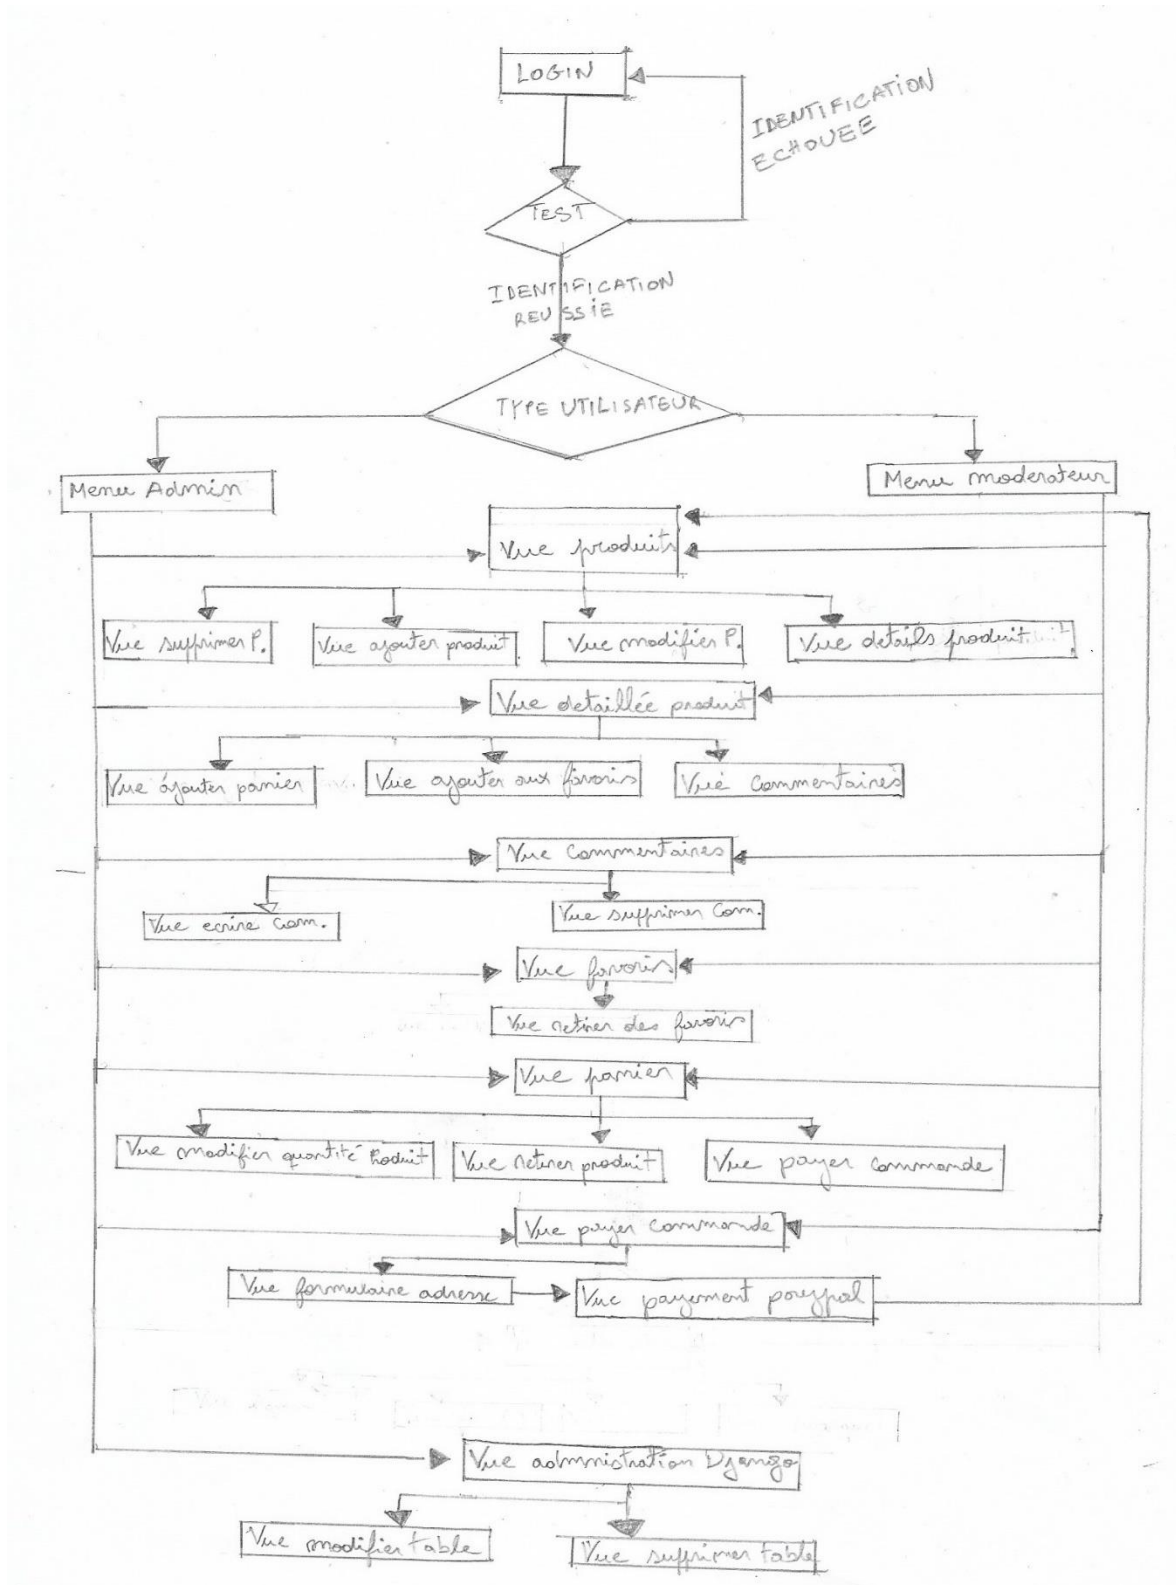 LOGIN
IDENTIFICATION
ECHOUEE
TEST
IDENTIFICATION
REUSSIE
TYPE UTILISATEUR
Menu Admin
Menu moderateur
Vue produits
Vue supprimer P.
Vue ajouter produit
Vue modifier P.
Vue details produit.
Vue detaillée produit
Vue ajouter panier
Vue ajouter aux favoris
Vue Commentaires
Vue Commentaires
Vue ecrire Com.
Vue supprimer Com.
Vue favoris
Vue retirer des favoris
Vue panier
Vue modifier quantité Produit
Vue retirer produit
Vue payer commande
Vue payer commande
Vue formulaire adresse
Vue payement paypal
Vue administration Django
Vue modifier table
Vue supprimer table